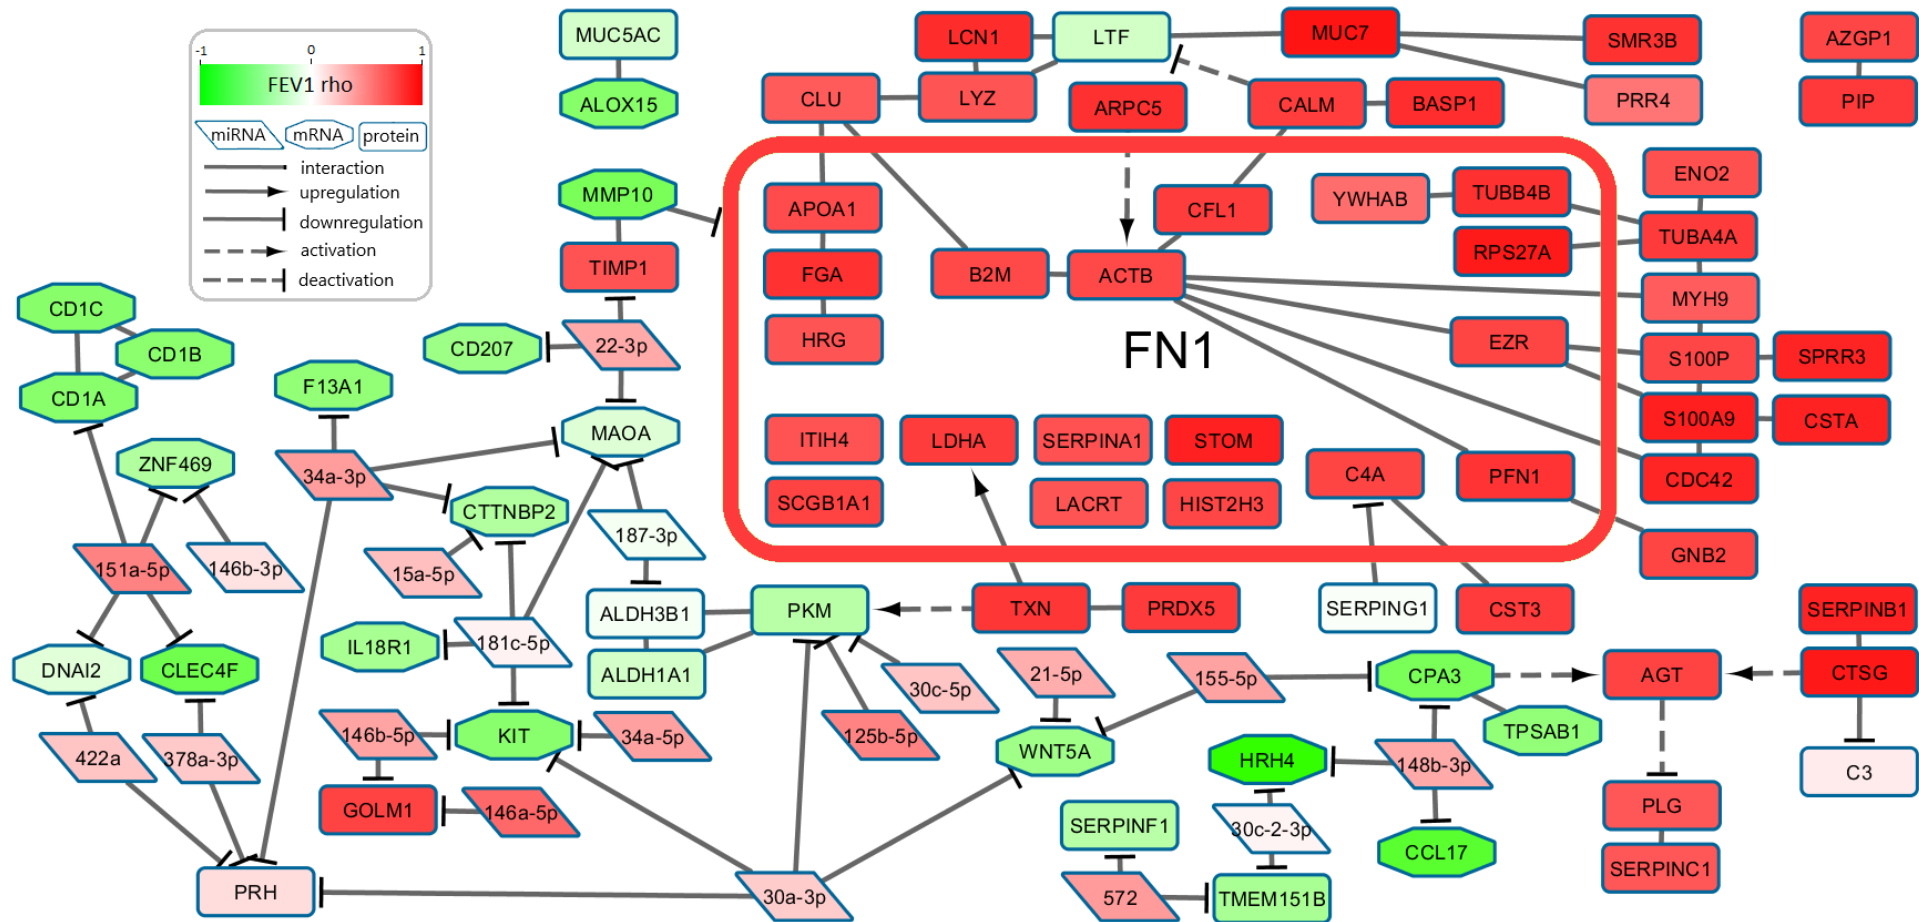 MUC5AC
LCN1
LTF
MUC7
SMR3B
AZGP1
-1 0 1
FEV1 rho
miRNA mRNA protein
interaction
upregulation
downregulation
activation
deactivation
ALOX15
CLU
LYZ
ARPC5
CALM
BASP1
PRR4
PIP
MMP10
APOA1
CFL1
YWHAB
TUBB4B
ENO2
TIMP1
FGA
B2M
ACTB
RPS27A
TUBA4A
MYH9
CD1C
CD1B
CD1A
CD207
22-3p
HRG
FN1
EZR
S100P
SPRR3
F13A1
MAOA
ITIH4
LDHA
SERPINA1
STOM
S100A9
CSTA
ZNF469
34a-3p
CTTNBP2
SCGB1A1
LACRT
HIST2H3
C4A
PFN1
CDC42
151a-5p
146b-3p
15a-5p
187-3p
GNB2
ALDH3B1
PKM
TXN
PRDX5
SERPING1
CST3
SERPINB1
DNAI2
CLEC4F
IL18R1
181c-5p
ALDH1A1
30c-5p
21-5p
155-5p
CPA3
AGT
CTSG
422a
378a-3p
146b-5p
KIT
34a-5p
125b-5p
WNT5A
HRH4
148b-3p
TPSAB1
C3
GOLM1
146a-5p
SERPINF1
30c-2-3p
CCL17
PLG
SERPINC1
PRH
30a-3p
572
TMEM151B